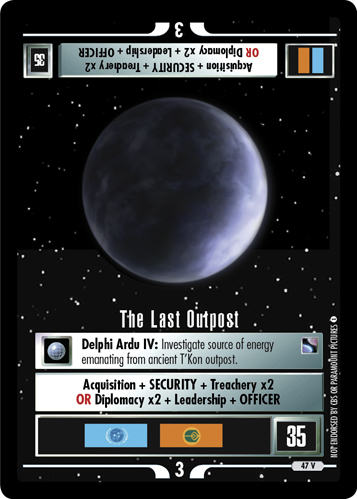 3
Acquisition + SECURITY + Treachery x2
OR Diplomacy x2 + Leadership + OFFICER
35
The Last Outpost
Delphi Ardu IV: Investigate source of energy
emanating from ancient T'Kon outpost.
Acquisition + SECURITY + Treachery x2
OR Diplomacy x2 + Leadership + OFFICER
35
3
47 V
NOT ENDORSED BY CBS OR PARAMOUNT PICTURES